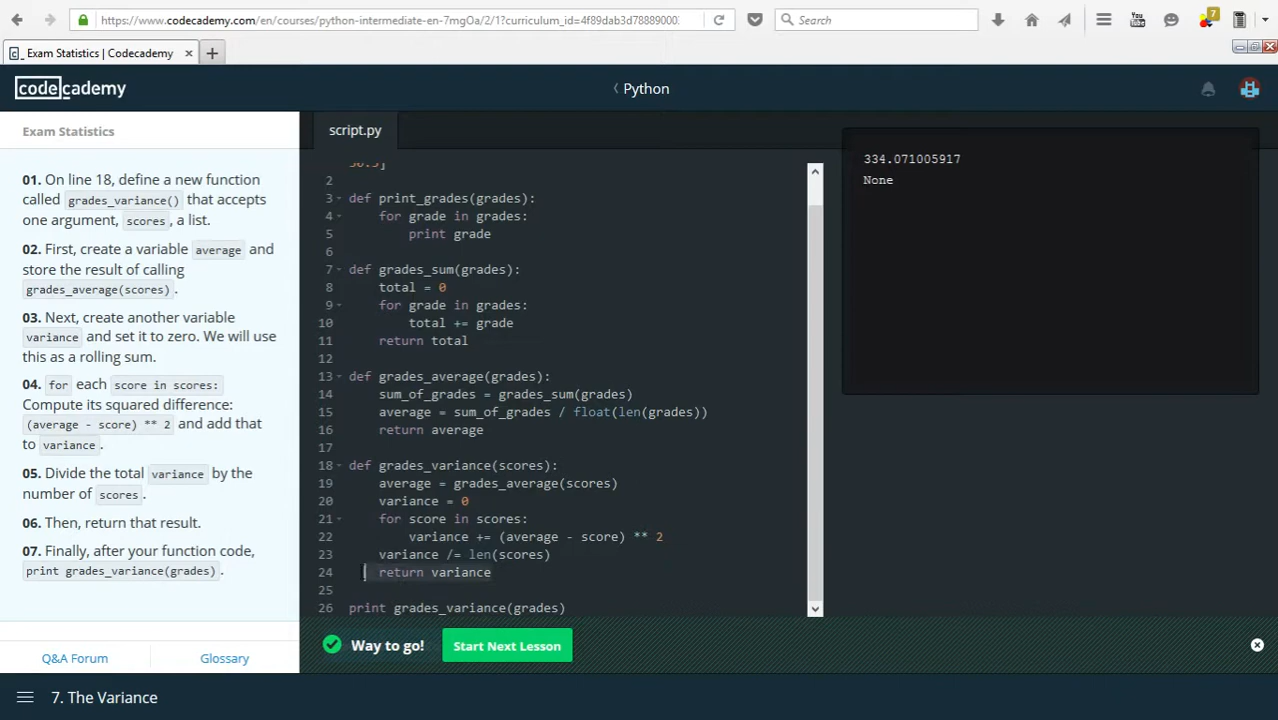 https://www.codecademy.com/en/courses/python-intermediate-en-7mgOa/2/1?curriculum_id=4f89dab3d78889000
Search
You Tube
7
Exam Statistics | Codecademy
codecademy
Python
Exam Statistics
01. On line 18, define a new function
called grades_variance() that accepts
one argument, scores, a list.
02. First, create a variable average and
store the result of calling
grades_average(scores).
03. Next, create another variable
variance and set it to zero. We will use
this as a rolling sum.
04. for each score in scores:
Compute its squared difference:
(average - score) ** 2 and add that
to variance.
05. Divide the total variance by the
number of scores.
06. Then, return that result.
07. Finally, after your function code,
print grades_variance(grades).
Q&A Forum
Glossary
script.py
2
3 def print_grades(grades):
4 for grade in grades:
5 print grade
6
7 def grades_sum(grades):
8 total = 0
9 for grade in grades:
10 total += grade
11 return total
12
13 def grades_average(grades):
14 sum_of_grades = grades_sum(grades)
15 average = sum_of_grades / float(len(grades))
16 return average
17
18 def grades_variance(scores):
19 average = grades_average(scores)
20 variance = 0
21 for score in scores:
22 variance += (average - score) ** 2
23 variance /= len(scores)
24 return variance
25
26 print grades_variance(grades)
334.071005917
None
Way to go!
Start Next Lesson
7. The Variance